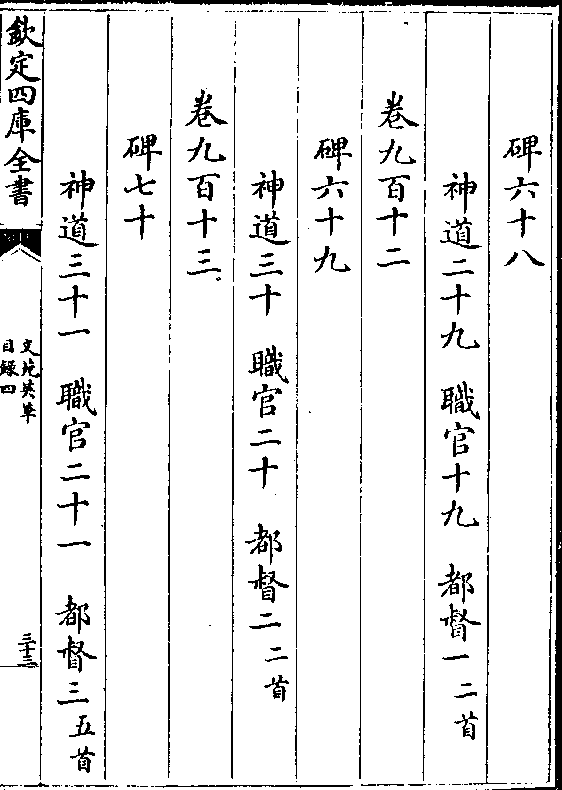 碑六十八
神道二十九 職官十九 都督一 二首
卷九百十二
碑六十九
神道三十 職官二十 都督二 二首
卷九百十三
碑七十
神道三十一 職官二十一 都督三 五首
欽定四庫全書
文苑英華
目錄四
三十三